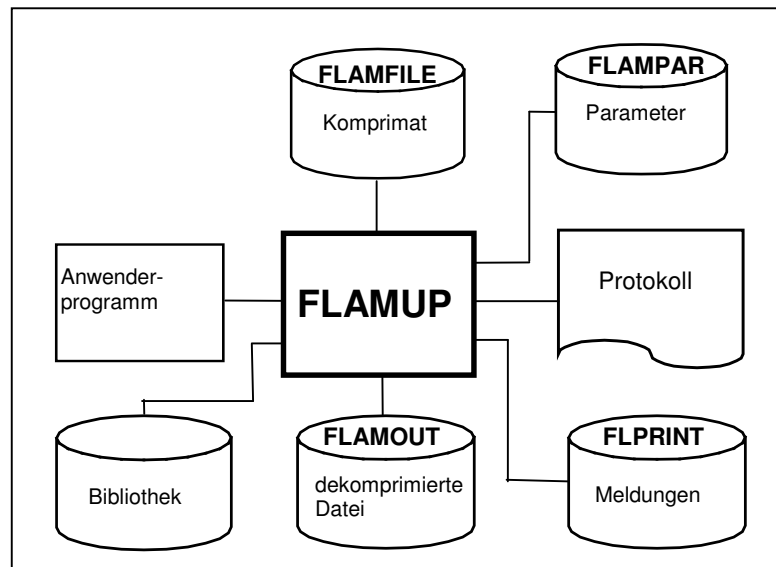 FLAMFILE
Komprimat
FLAMPAR
Parameter
Anwender-
programm
FLAMUP
Protokoll
Bibliothek
FLAMOUT
dekomprimierte
Datei
FLPRINT
Meldungen